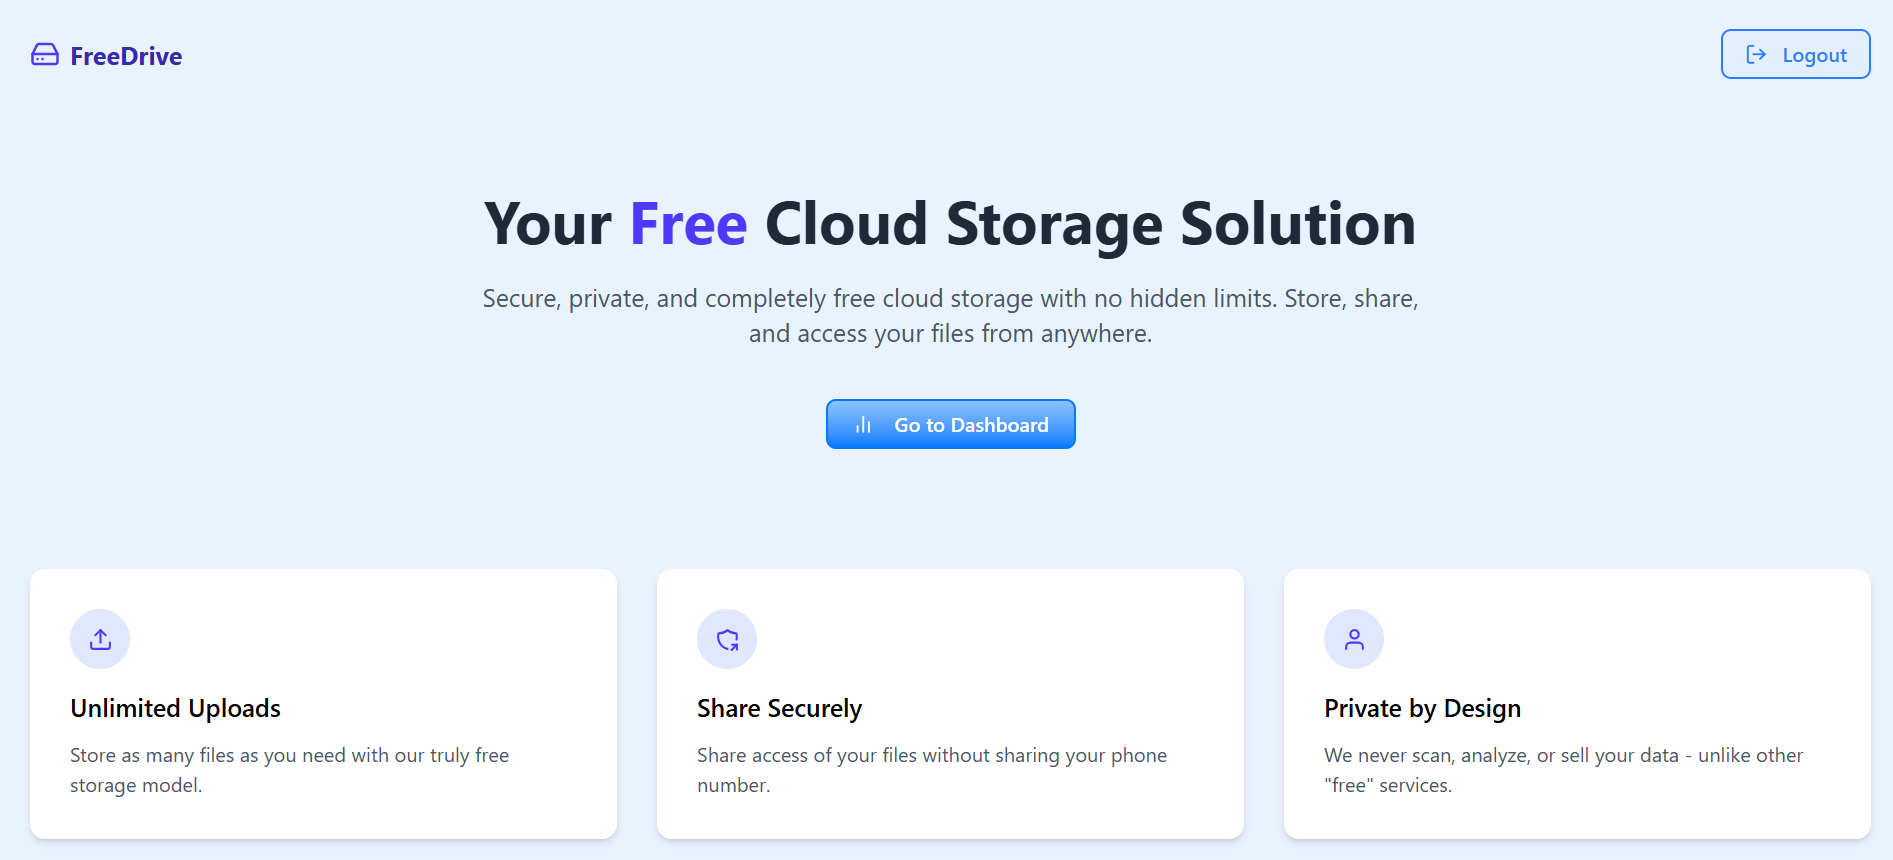 FreeDrive
Logout
Your Free Cloud Storage Solution
Secure, private, and completely free cloud storage with no hidden limits. Store, share,
and access your files from anywhere.
Go to Dashboard
Unlimited Uploads
Store as many files as you need with our truly free
storage model.
Share Securely
Share access of your files without sharing your phone
number.
Private by Design
We never scan, analyze, or sell your data - unlike other
"free" services.